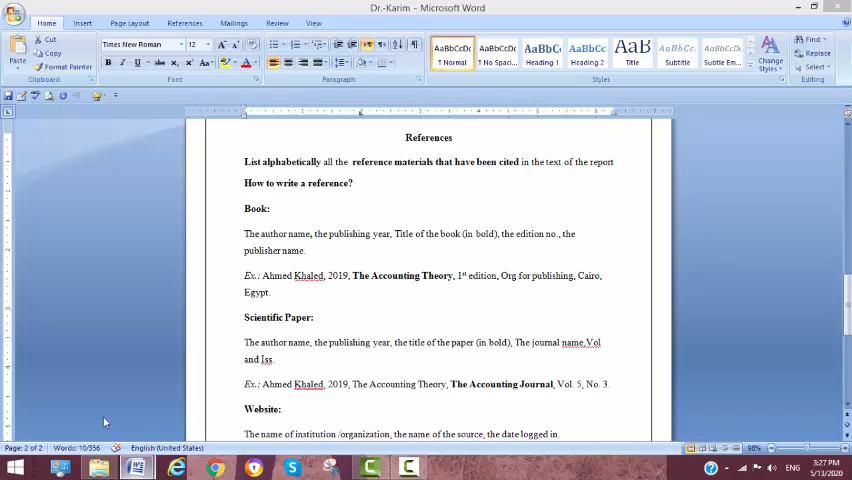 Dr.-Karim - Microsoft Word
Home Insert Page Layout References Mailings Review View
Cut
Copy
Format Painter
Paste
Clipboard
Times New Roman 12
Font
Paragraph
AaBbCcDc AaBbCcDc AaBbCc AaBbCc AaB AaBbCc. AaBbCcDc
¶ Normal ¶ No Spaci... Heading 1 Heading 2 Title Subtitle Subtle Em...
Change Styles
Styles
Find
Replace
Select
Editing
References
List alphabetically all the reference materials that have been cited in the text of the report
How to write a reference?
Book:
The author name, the publishing year, Title of the book (in bold), the edition no., the
publisher name.
Ex.: Ahmed Khaled, 2019, The Accounting Theory, 1st edition, Org for publishing, Cairo,
Egypt.
Scientific Paper:
The author name, the publishing year, the title of the paper (in bold), The journal name,Vol
and Iss.
Ex.: Ahmed Khaled, 2019, The Accounting Theory, The Accounting Journal, Vol. 5, No. 3.
Website:
The name of institution /organization, the name of the source, the date logged in.
Page: 2 of 2 Words: 10/356 English (United States) 98%
ENG
3:27 PM
5/13/2020